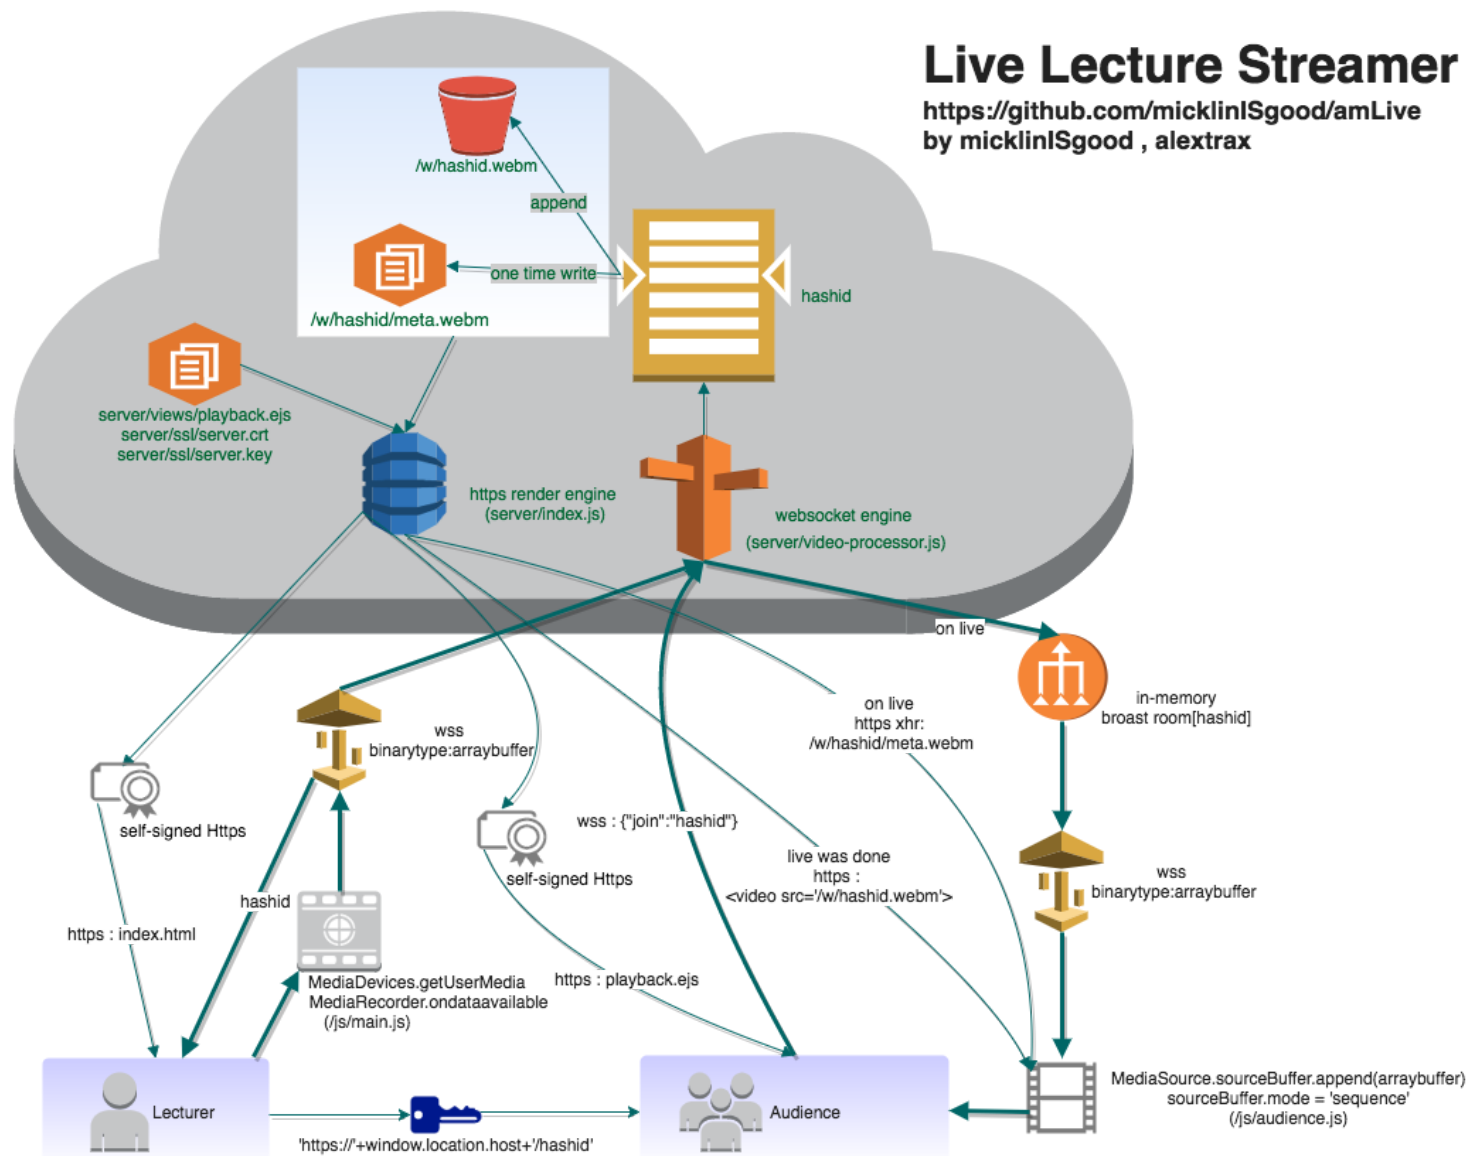 Live Lecture Streamer
https://github.com/micklinISgood/amLive
by micklinISgood , alextrax
/w/hashid.webm
append
one time write
/w/hashid/meta.webm
hashid
server/views/playback.ejs
server/ssl/server.crt
server/ssl/server.key
https render engine
(server/index.js)
websocket engine
(server/video-processor.js)
on live
in-memory
broast room[hashid]
on live
https xhr:
/w/hashid/meta.webm
wss
binarytype:arraybuffer
self-signed Https
wss : {"join":"hashid"}
self-signed Https
live was done
https :
<video src='/w/hashid.webm'>
wss
binarytype:arraybuffer
hashid
https : index.html
MediaDevices.getUserMedia
MediaRecorder.ondataavailable
(/js/main.js)
https : playback.ejs
Lecturer
'https://'+window.location.host+'/hashid'
Audience
MediaSource.sourceBuffer.append(arraybuffer)
sourceBuffer.mode = 'sequence'
(/js/audience.js)